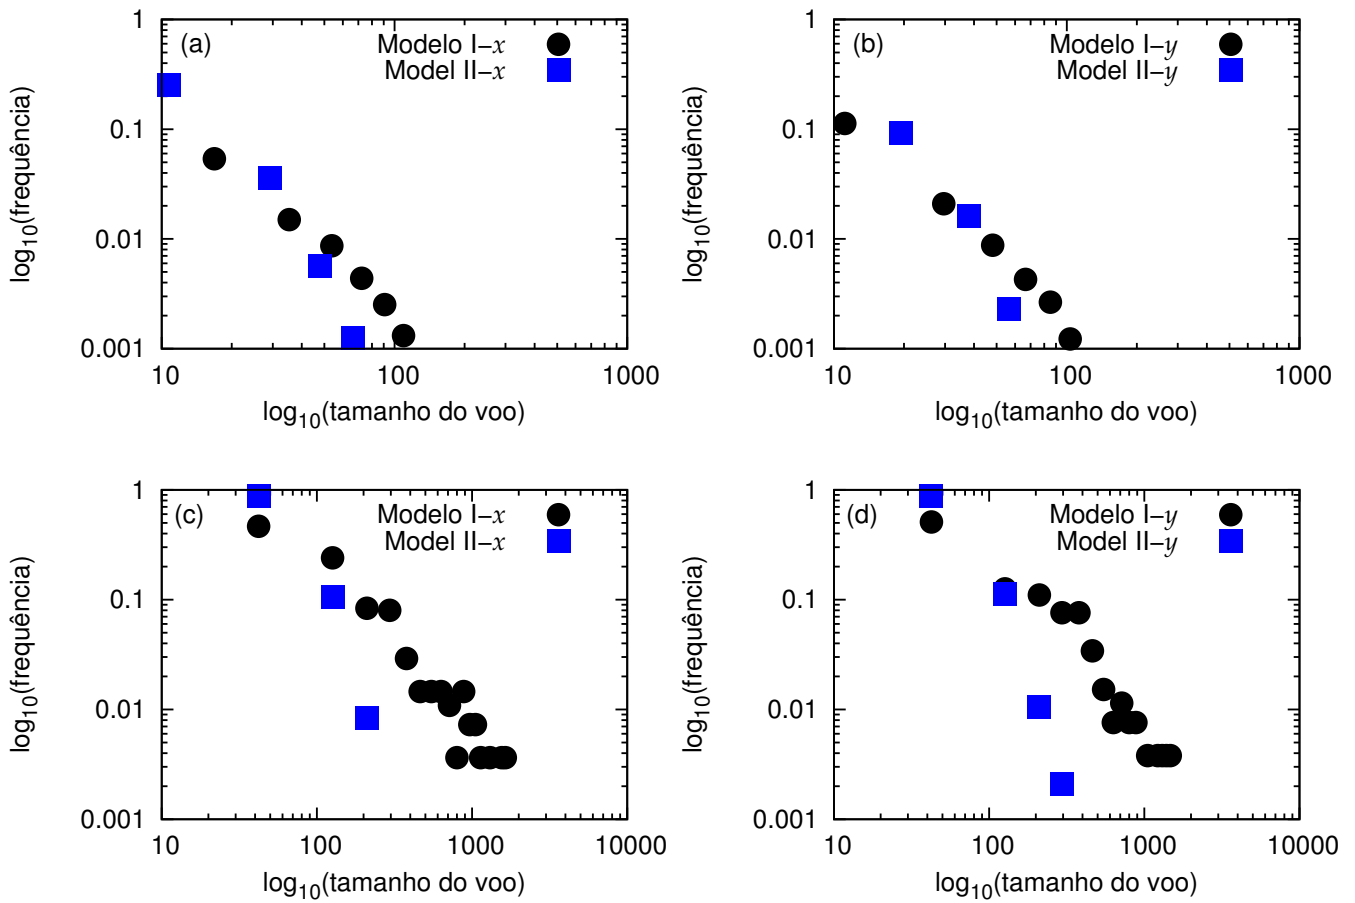 (a)
Modelo I–x
Model II–x
1
0.1
0.01
0.001
10
100
1000
log10(frequência)
log10(tamanho do voo)
(b)
Modelo I–y
Model II–y
1
0.1
0.01
0.001
10
100
1000
log10(frequência)
log10(tamanho do voo)
(c)
Modelo I–x
Model II–x
1
0.1
0.01
0.001
10
100
1000
10000
log10(frequência)
log10(tamanho do voo)
(d)
Modelo I–y
Model II–y
1
0.1
0.01
0.001
10
100
1000
10000
log10(frequência)
log10(tamanho do voo)